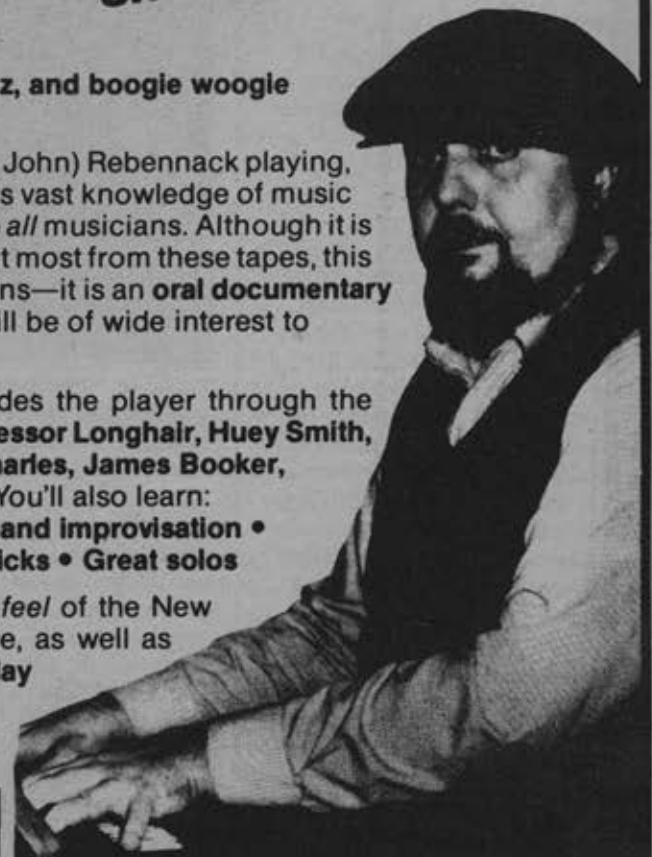 z, and boogie woogie
John) Rebennack playing,
s vast knowledge of music
all musicians. Although it is
t most from these tapes, this
ns—it is an oral documentary
ill be of wide interest to
des the player through the
essor Longhair, Huey Smith,
harles, James Booker,
You'll also learn:
and improvisation •
icks • Great solos
feel of the New
e, as well as
lay